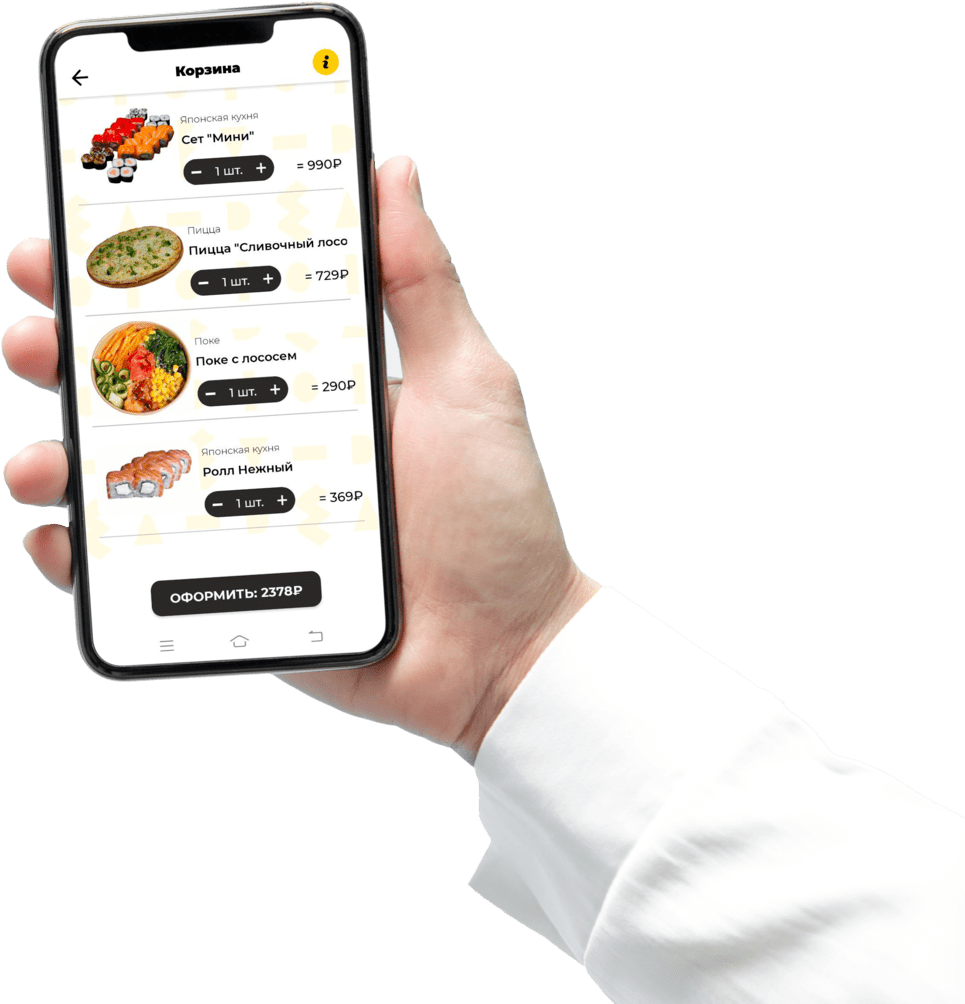 Корзина
i
Японская кухня
Сет "Мини"
− 1 шт. + = 990₽
Пицца
Пицца "Сливочный лосо
− 1 шт. + = 729₽
Поке
Поке с лососем
− 1 шт. + = 290₽
Японская кухня
Ролл Нежный
− 1 шт. + = 369₽
ОФОРМИТЬ: 2378₽